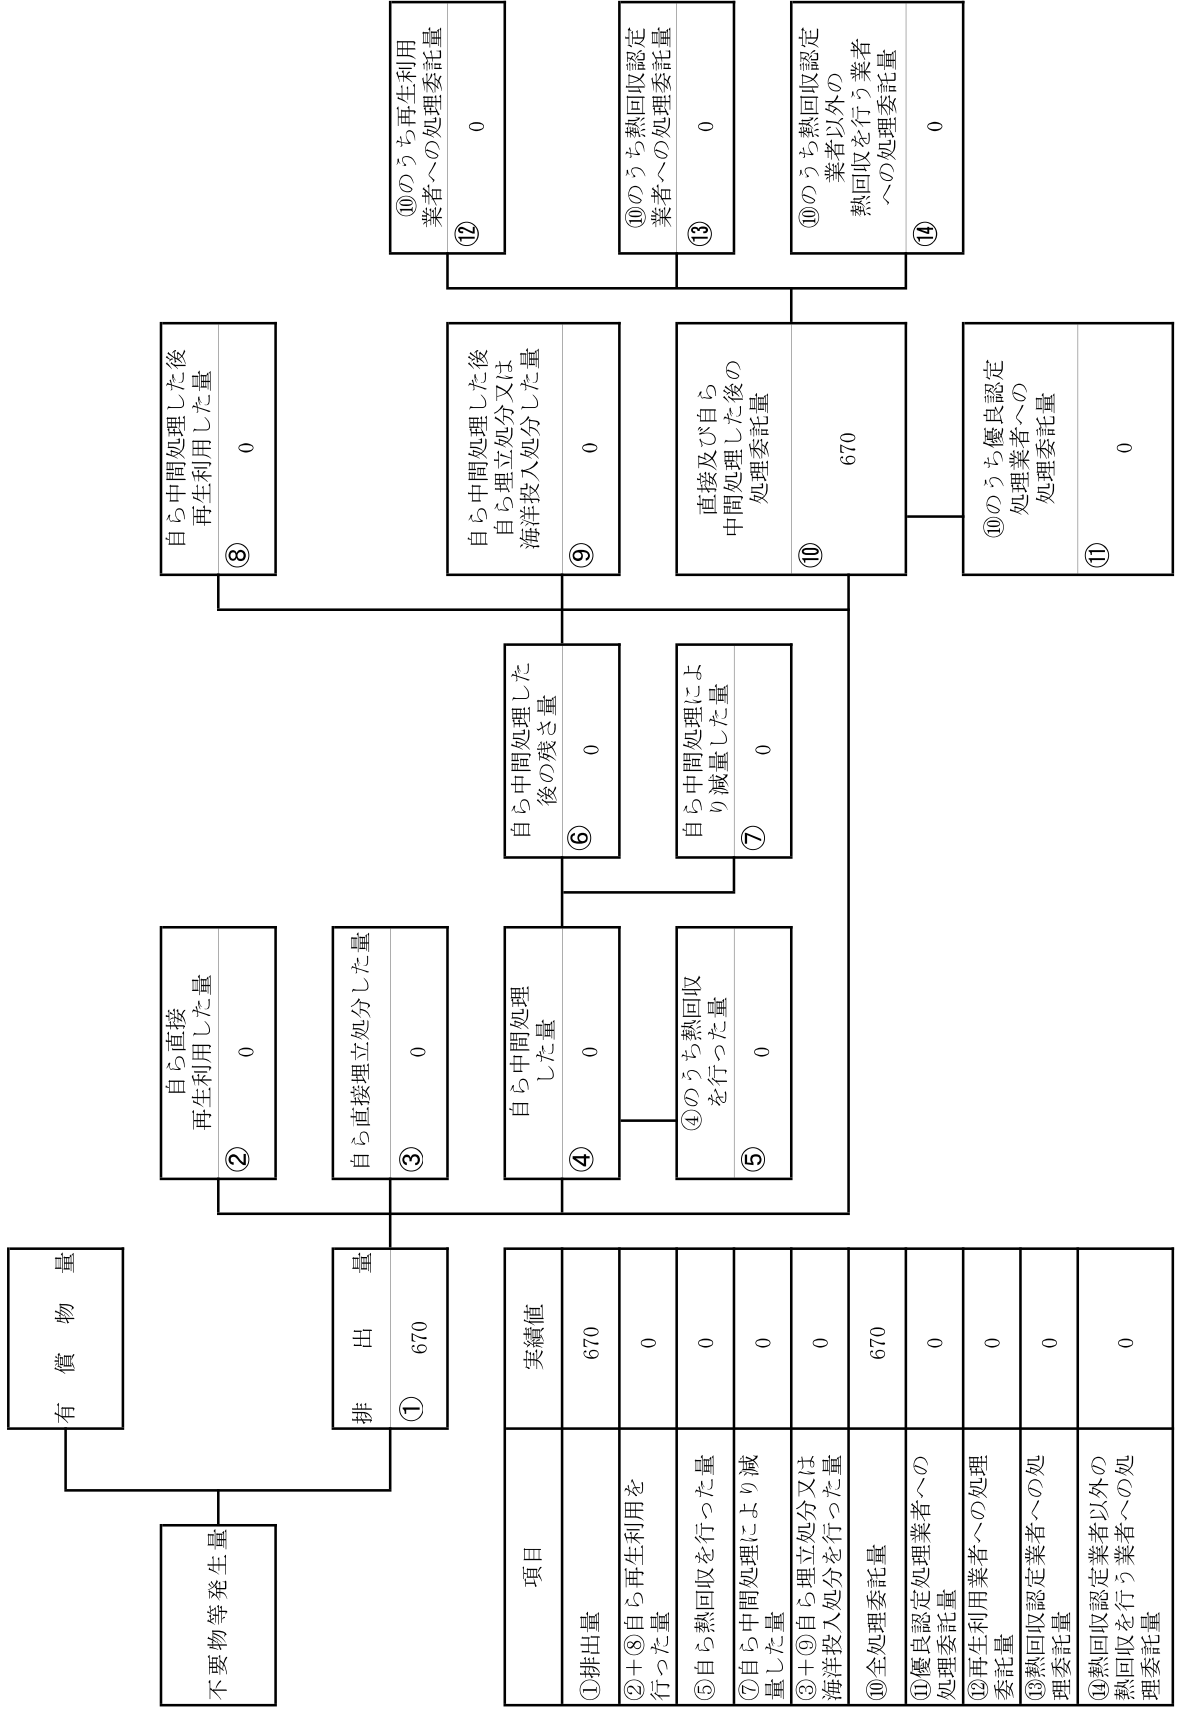 不要物等発生量
有償物量
排出量
①
670
自ら直接
再生利用した量
②
0
自ら直接埋立処分した量
③
0
自ら中間処理
した量
④
0
④のうち熱回収
を行った量
⑤
0
自ら中間処理した
後の残さ量
⑥
0
自ら中間処理によ
り減量した量
⑦
0
自ら中間処理した後
再生利用した量
⑧
0
自ら中間処理した後
自ら埋立処分又は
海洋投入処分した量
⑨
0
直接及び自ら
中間処理した後の
処理委託量
⑩
670
⑩のうち優良認定
処理業者への
処理委託量
⑪
0
⑩のうち再生利用
業者への処理委託量
⑫
0
⑩のうち熱回収認定
業者への処理委託量
⑬
0
⑩のうち熱回収認定
業者以外の
熱回収を行う業者
への処理委託量
⑭
0
項目
実績値
①排出量
670
②+⑧自ら再生利用を
行った量
0
⑤自ら熱回収を行った量
0
⑦自ら中間処理により減
量した量
0
③+⑨自ら埋立処分又は
海洋投入処分を行った量
0
⑩全処理委託量
670
⑪優良認定処理業者への
処理委託量
0
⑫再生利用業者への処理
委託量
0
⑬熱回収認定業者への処
理委託量
0
⑭熱回収認定業者以外の
熱回収を行う業者への処
理委託量
0